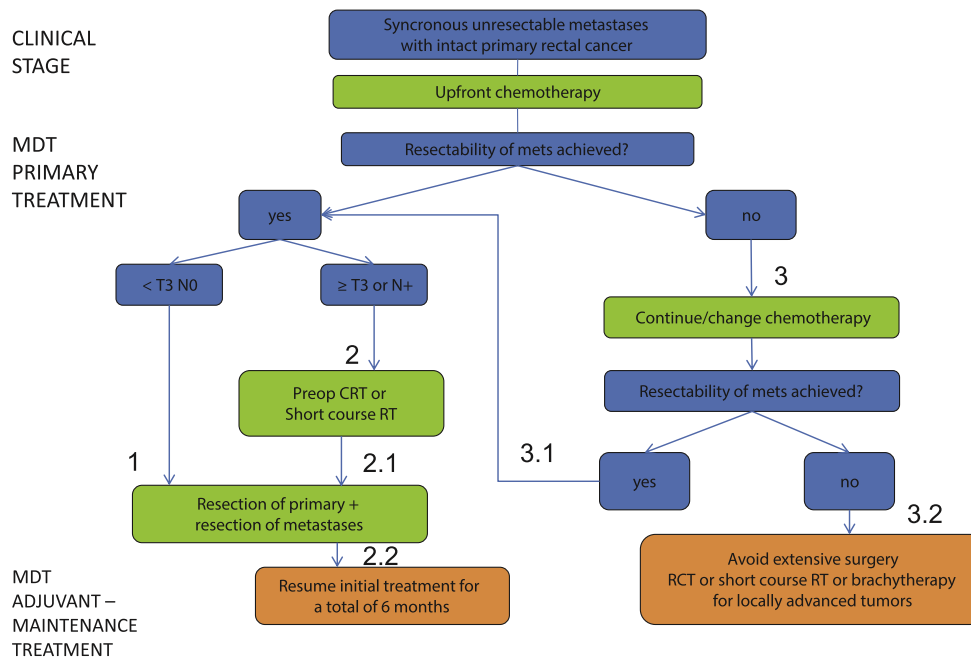 CLINICAL
STAGE
Syncronous unresectable metastases
with intact primary rectal cancer
Upfront chemotherapy
MDT
PRIMARY
TREATMENT
Resectability of mets achieved?
yes
no
< T3 N0
≥ T3 or N+
3
Continue/change chemotherapy
2
Preop CRT or
Short course RT
Resectability of mets achieved?
1
2.1
3.1
yes
no
Resection of primary +
resection of metastases
3.2
2.2
MDT
ADJUVANT –
MAINTENANCE
TREATMENT
Resume initial treatment for
a total of 6 months
Avoid extensive surgery
RCT or short course RT or brachytherapy
for locally advanced tumors